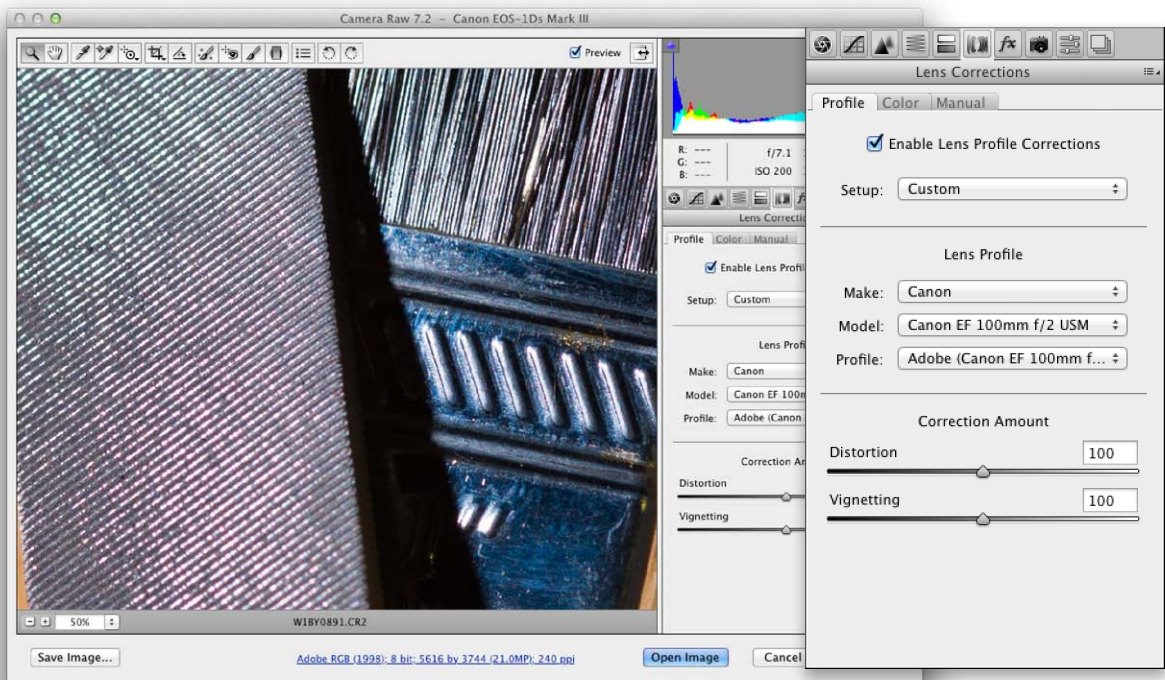 Camera Raw 7.2 – Canon EOS-1Ds Mark III
Preview
R: ---
G: ---
B: ---
f/7.1
ISO 200
Lens Correcti
Profile Color Manual
Enable Lens Profil
Setup: Custom
Lens Profi
Make: Canon
Model: Canon EF 100m
Profile: Adobe (Canon
Correction Am
Distortion
Vignetting
50%
W1BY0891.CR2
Save Image...
Adobe RGB (1998); 8 bit; 5616 by 3744 (21.0MP); 240 ppi
Open Image
Cancel
fx
Lens Corrections
Profile Color Manual
Enable Lens Profile Corrections
Setup: Custom
Lens Profile
Make: Canon
Model: Canon EF 100mm f/2 USM
Profile: Adobe (Canon EF 100mm f...
Correction Amount
Distortion 100
Vignetting 100